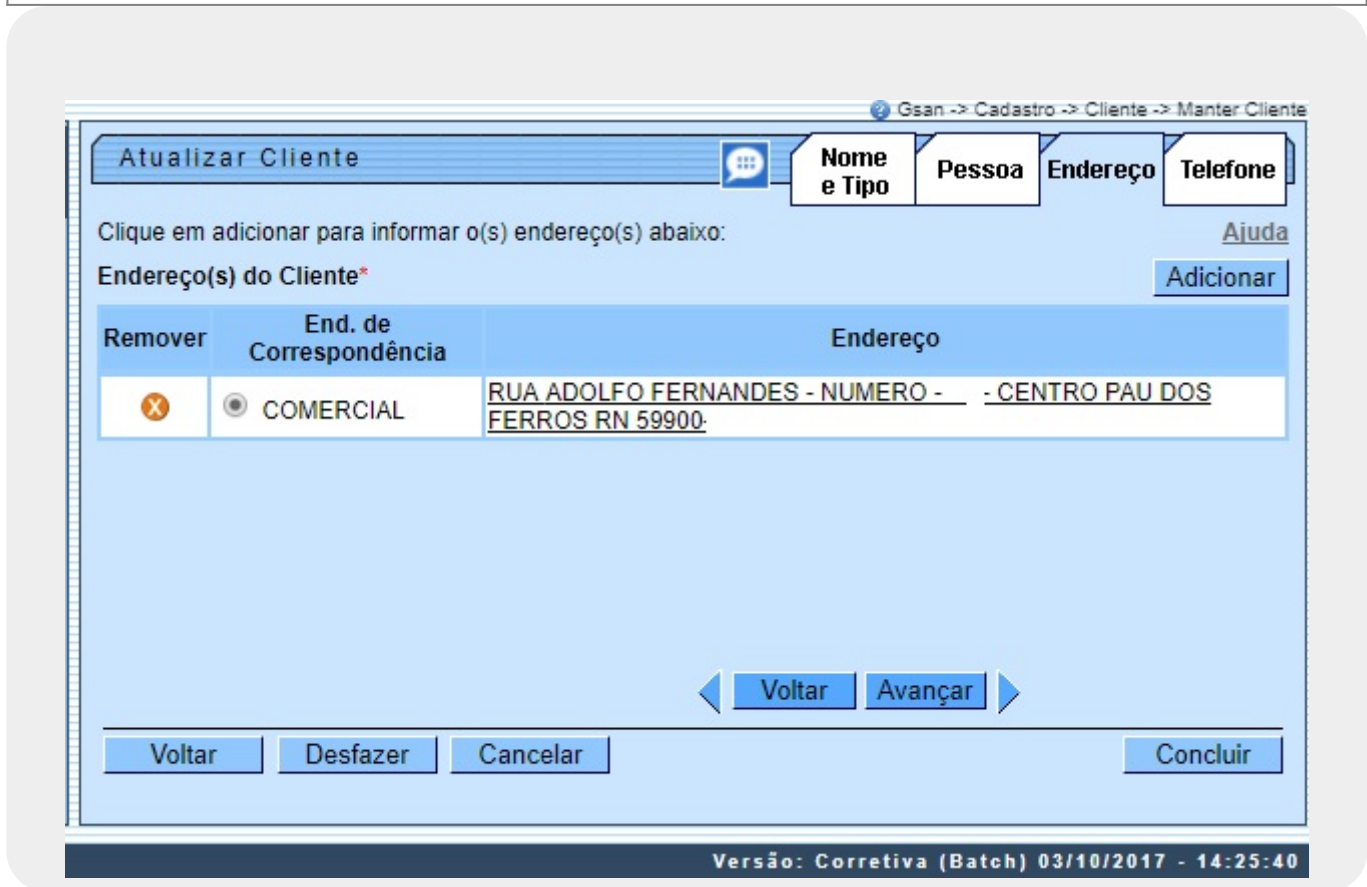 Gsan -> Cadastro -> Cliente -> Manter Cliente
Atualizar Cliente
Nome e Tipo
Pessoa
Endereço
Telefone
Clique em adicionar para informar o(s) endereço(s) abaixo:
Ajuda
Endereço(s) do Cliente*
Adicionar
Remover
End. de
Correspondência
Endereço
COMERCIAL
RUA ADOLFO FERNANDES - NUMERO - - CENTRO PAU DOS
FERROS RN 59900-
Voltar
Avançar
Voltar
Desfazer
Cancelar
Concluir
Versão: Corretiva (Batch) 03/10/2017 - 14:25:40